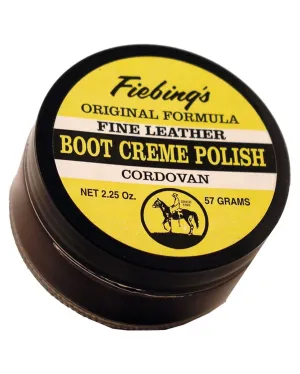 Fiebing's
ORIGINAL FORMULA
FINE LEATHER
BOOT CREME POLISH
CORDOVAN
NET 2.25 Oz. 57 GRAMS